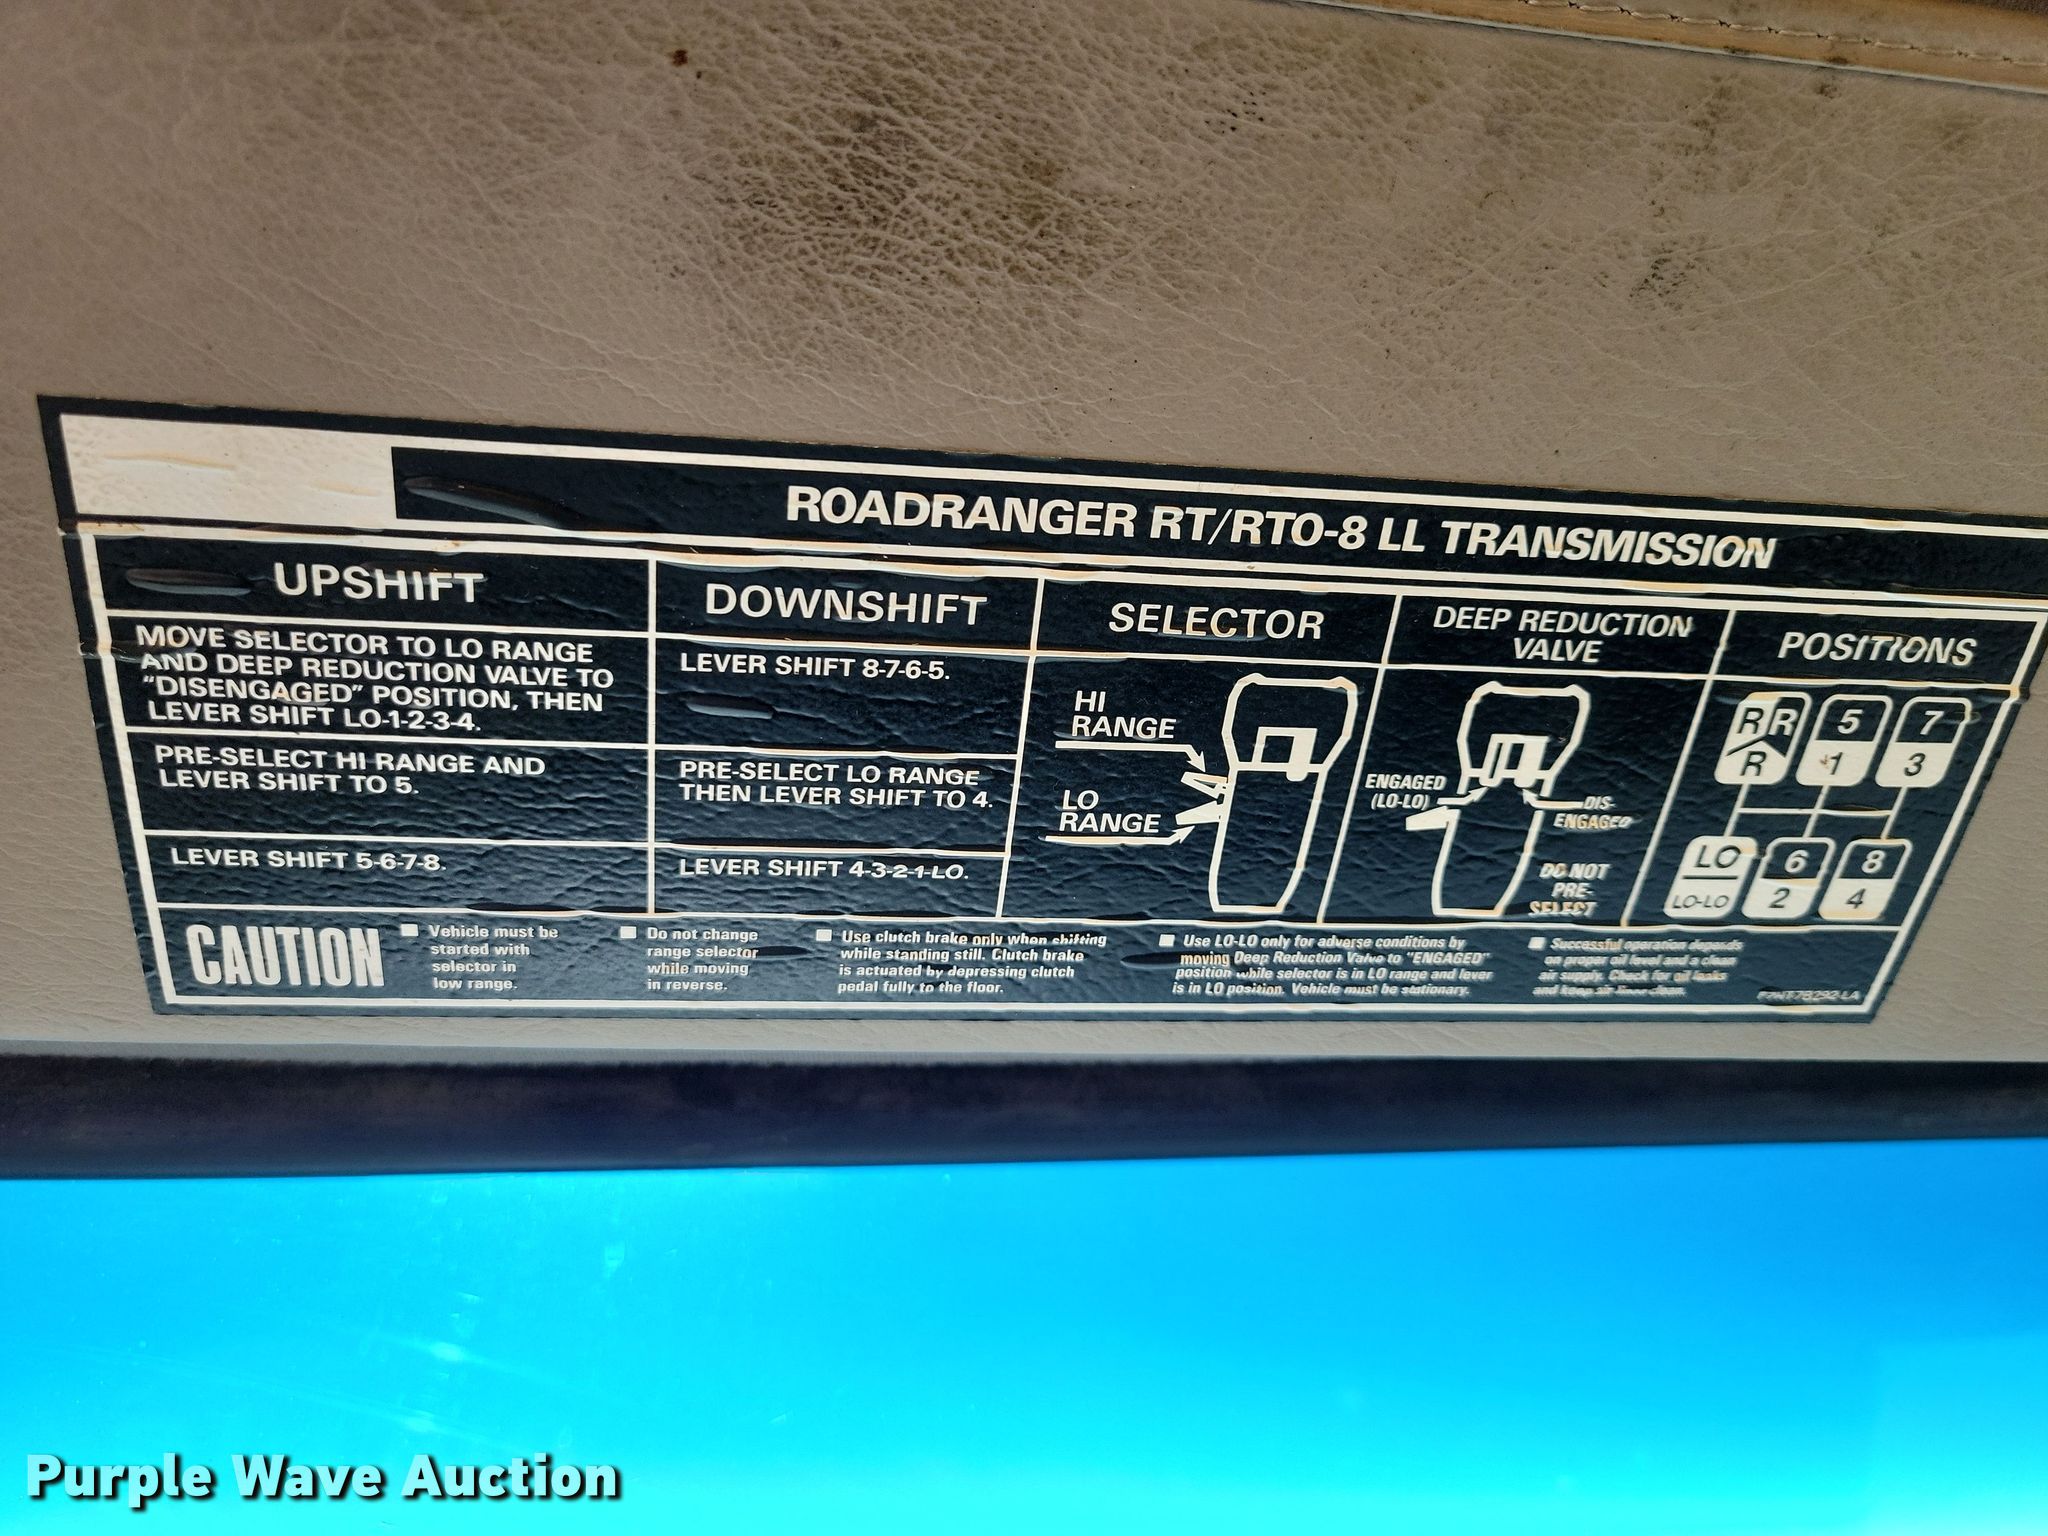 ROADRANGER RT/RTO-8 LL TRANSMISSION
UPSHIFT
MOVE SELECTOR TO LO RANGE
AND DEEP REDUCTION VALVE TO
"DISENGAGED" POSITION, THEN
LEVER SHIFT LO-1-2-3-4.
PRE-SELECT HI RANGE AND
LEVER SHIFT TO 5.
LEVER SHIFT 5-6-7-8.
DOWNSHIFT
LEVER SHIFT 8-7-6-5.
PRE-SELECT LO RANGE
THEN LEVER SHIFT TO 4.
LEVER SHIFT 4-3-2-1-LO.
SELECTOR
HI
RANGE
LO
RANGE
DEEP REDUCTION
VALVE
ENGAGED
(LO-LO)
DIS-
ENGAGED
DO NOT
PRE-
SELECT
POSITIONS
R R 5 7
R 1 3
LO 6 8
LO-LO 2 4
CAUTION
Vehicle must be
started with
selector in
low range.
Do not change
range selector
while moving
in reverse.
Use clutch brake only when shifting
while standing still. Clutch brake
is actuated by depressing clutch
pedal fully to the floor.
Use LO-LO only for adverse conditions by
moving Deep Reduction Valve to "ENGAGED"
position while selector is in LO range and lever
is in LO position. Vehicle must be stationary.
Successful operation depends
on proper oil level and a clean
air supply. Check for oil leaks
and keep air lines clean.
Purple Wave Auction